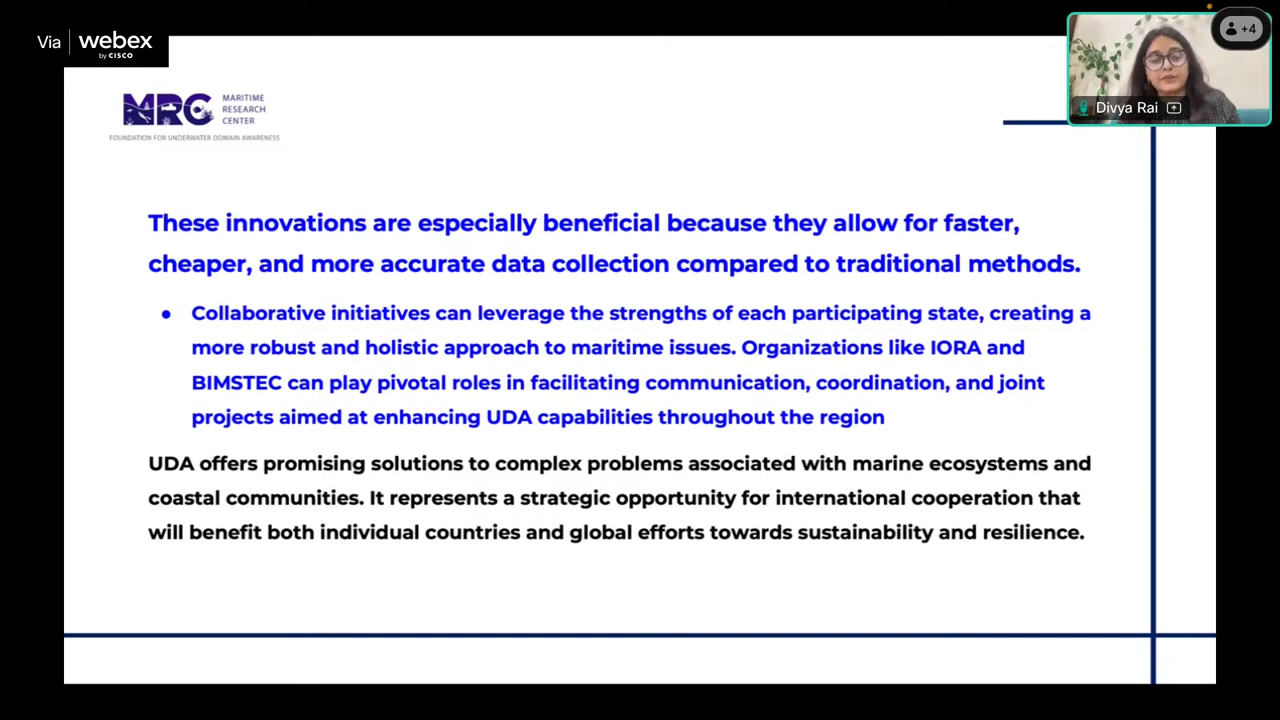 Via webex
by CISCO
+4
Divya Rai
MRC
MARITIME
RESEARCH
CENTER
FOUNDATION FOR UNDERWATER DOMAIN AWARENESS
These innovations are especially beneficial because they allow for faster,
cheaper, and more accurate data collection compared to traditional methods.
● Collaborative initiatives can leverage the strengths of each participating state, creating a
more robust and holistic approach to maritime issues. Organizations like IORA and
BIMSTEC can play pivotal roles in facilitating communication, coordination, and joint
projects aimed at enhancing UDA capabilities throughout the region
UDA offers promising solutions to complex problems associated with marine ecosystems and
coastal communities. It represents a strategic opportunity for international cooperation that
will benefit both individual countries and global efforts towards sustainability and resilience.